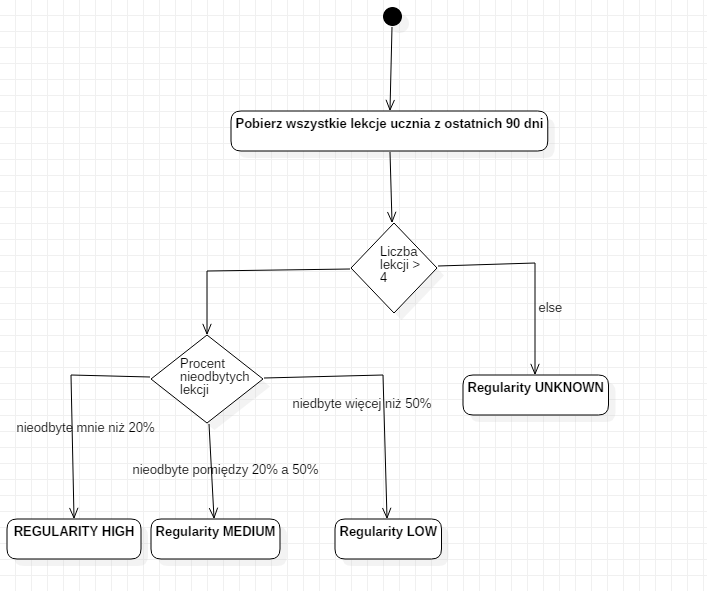 Pobierz wszystkie lekcje ucznia z ostatnich 90 dni
Liczba
lekcji >
4
else
Procent
nieodbytych
lekcji
Regularity UNKNOWN
niedbyte więcej niż 50%
nieodbyte mnie niż 20%
nieodbyte pomiędzy 20% a 50%
REGULARITY HIGH
Regularity MEDIUM
Regularity LOW